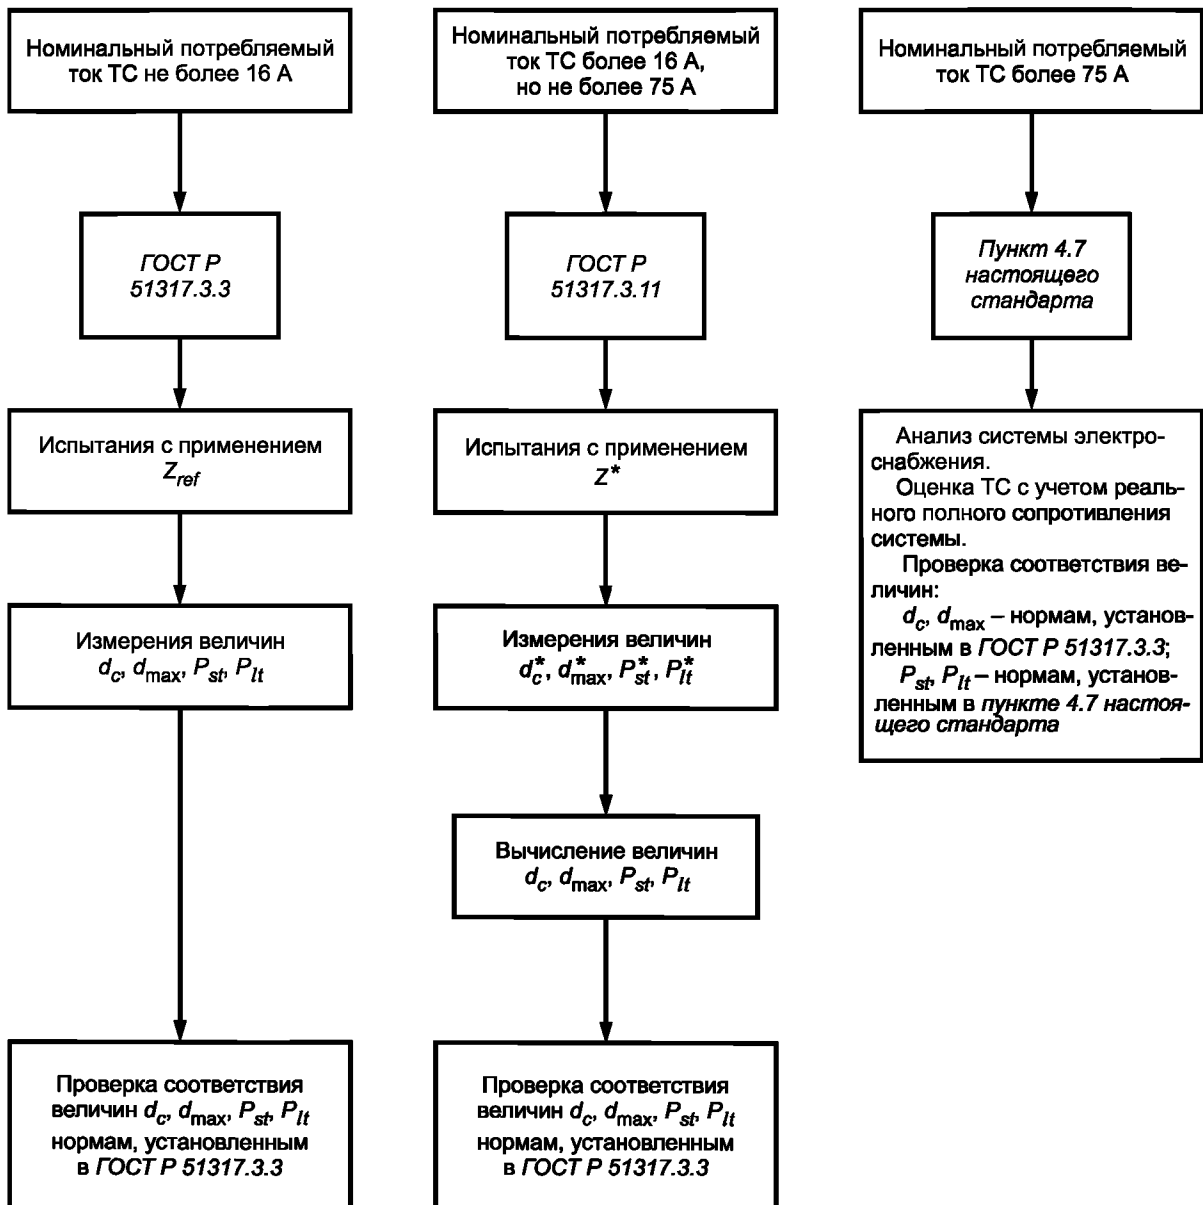 Номинальный потребляемый
ток ТС не более 16 А
ГОСТ Р
51317.3.3
Испытания с применением
Z_ref
Измерения величин
d_c, d_max, P_st, P_lt
Проверка соответствия
величин d_c, d_max, P_st, P_lt
нормам, установленным
в ГОСТ Р 51317.3.3
Номинальный потребляемый
ток ТС более 16 А,
но не более 75 А
ГОСТ Р
51317.3.11
Испытания с применением
Z*
Измерения величин
d_c*, d_max*, P_st*, P_lt*
Вычисление величин
d_c, d_max, P_st, P_lt
Проверка соответствия
величин d_c, d_max, P_st, P_lt
нормам, установленным
в ГОСТ Р 51317.3.3
Номинальный потребляемый
ток ТС более 75 А
Пункт 4.7
настоящего
стандарта
Анализ системы электро-
снабжения.
Оценка ТС с учетом реаль-
ного полного сопротивления
системы.
Проверка соответствия ве-
личин:
d_c, d_max – нормам, установ-
ленным в ГОСТ Р 51317.3.3;
P_st, P_lt – нормам, установ-
ленным в пункте 4.7 настоя-
щего стандарта